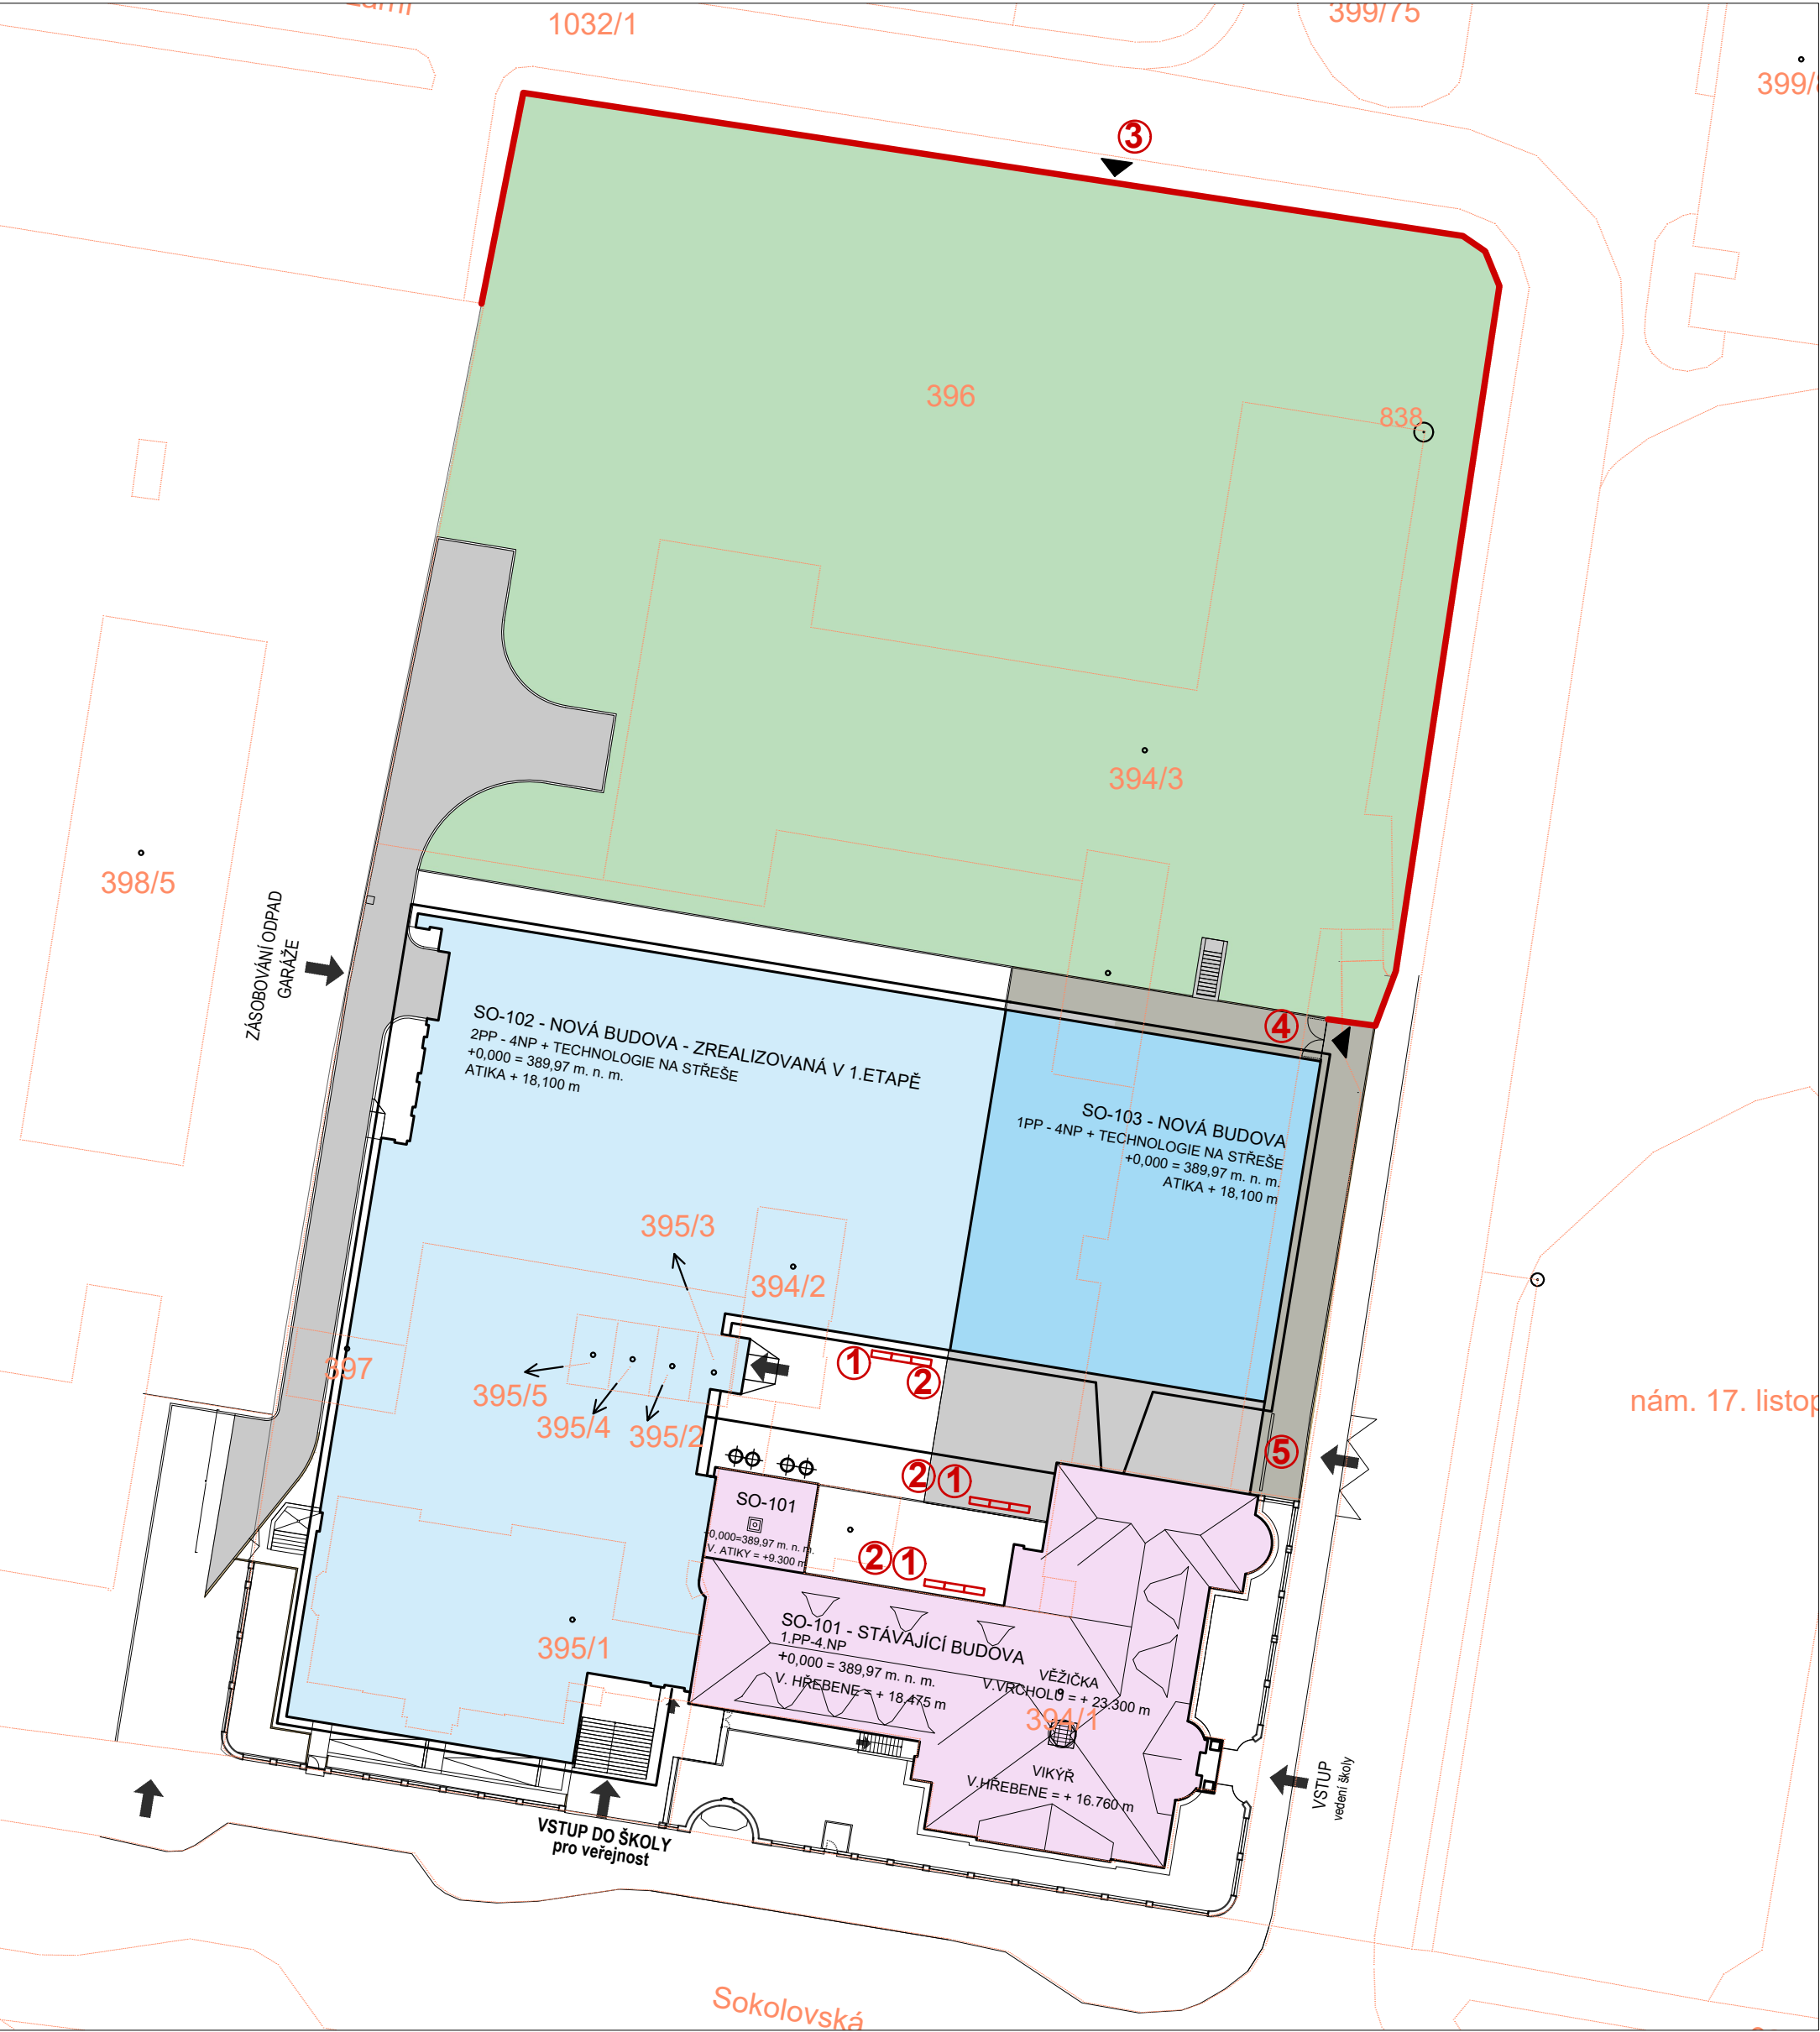 1032/1
399/75
③
396
838
394/3
398/5
ZÁSOBOVÁNÍ ODPAD
GARÁŽE
④
SO-102 - NOVÁ BUDOVA - ZREALIZOVANÁ V 1.ETAPĚ
2PP - 4NP + TECHNOLOGIE NA STŘEŠE
+0,000 = 389,97 m. n. m.
ATIKA + 18,100 m
SO-103 - NOVÁ BUDOVA
1PP - 4NP + TECHNOLOGIE NA STŘEŠE
+0,000 = 389,97 m. n. m.
ATIKA + 18,100 m
395/3
394/2
①
②
397
395/5
395/4
395/2
nám. 17. listop
⑤
②
①
SO-101
+0,000=389,97 m. n. m.
V. ATIKY = +9.300 m
②
①
SO-101 - STÁVAJÍCÍ BUDOVA
1.PP-4.NP
+0,000 = 389,97 m. n. m.
V. HŘEBENE = + 18.475 m
395/1
VĚŽIČKA
V.VRCHOLU = + 23.300 m
394/1
VIKÝŘ
V.HŘEBENE = + 16.760 m
VSTUP
vedení školy
VSTUP DO ŠKOLY
pro veřejnost
Sokolovská